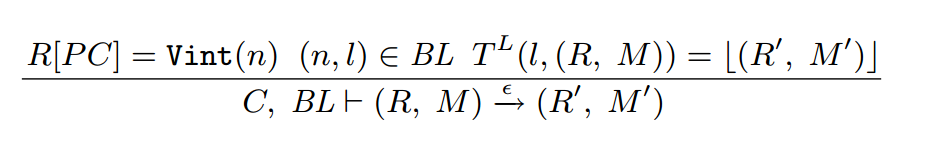 R[PC] = Vint(n) (n, l) ∈ BL T^L(l, (R, M)) = ⌊(R′, M′)⌋
C, BL ⊢ (R, M) →^ϵ (R′, M′)